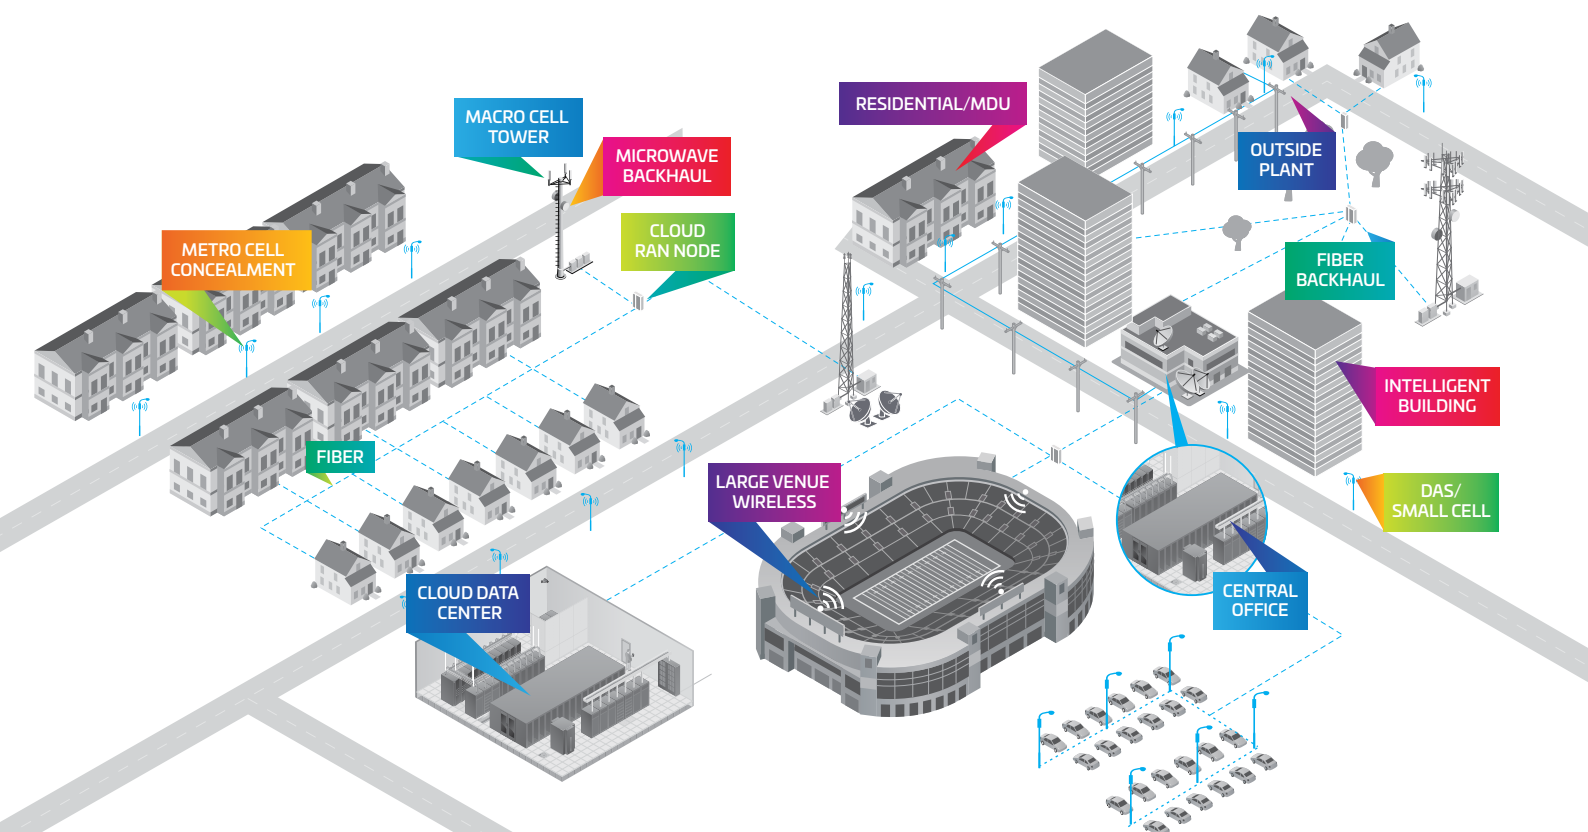 RESIDENTIAL/MDU
MACRO CELL
TOWER
MICROWAVE
BACKHAUL
OUTSIDE
PLANT
CLOUD
RAN NODE
METRO CELL
CONCEALMENT
FIBER
BACKHAUL
INTELLIGENT
BUILDING
FIBER
LARGE VENUE
WIRELESS
DAS/
SMALL CELL
CLOUD DATA
CENTER
CENTRAL
OFFICE